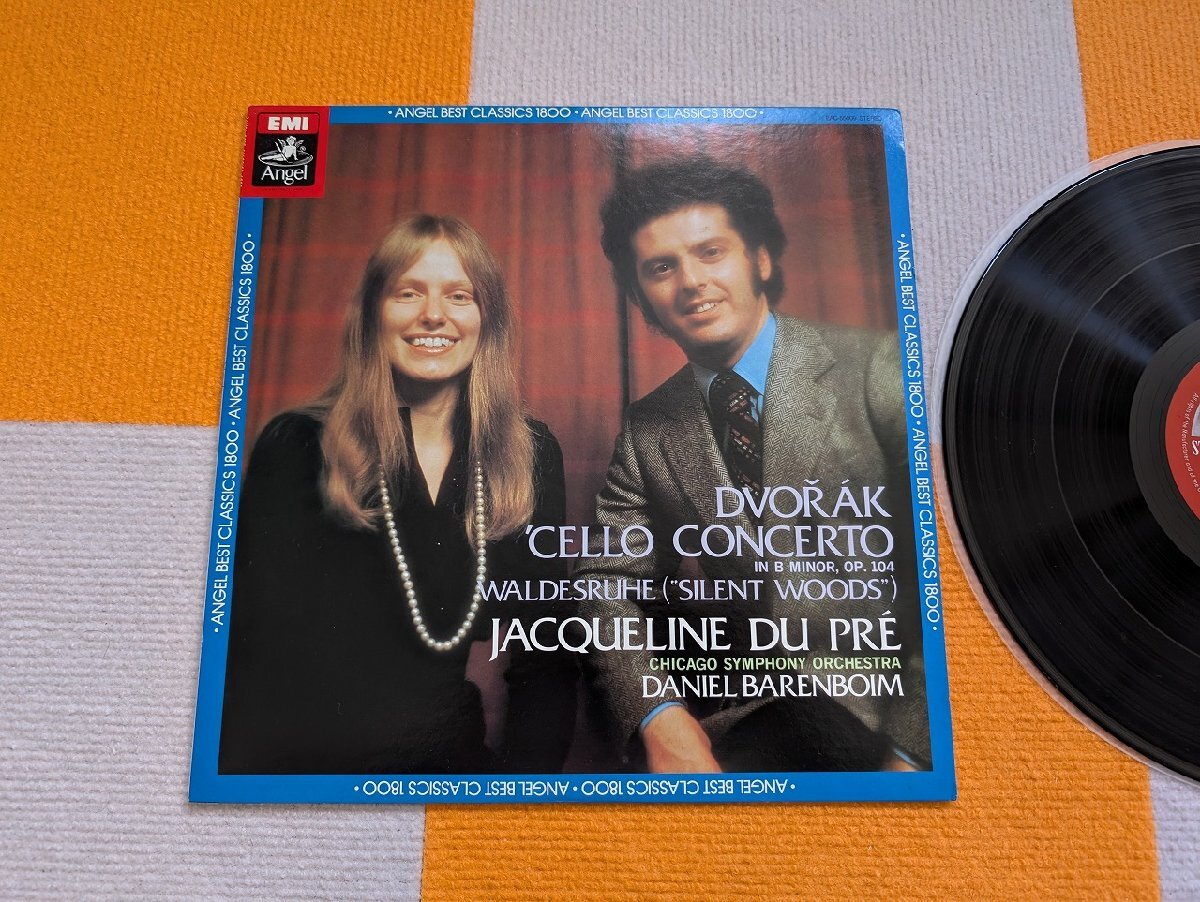 · ANGEL BEST CLASSICS 1800 · ANGEL BEST CLASSICS 1800 ·
STEREO
EMI
Angel
· ANGEL BEST CLASSICS 1800 · ANGEL BEST CLASSICS 1800 ·
· ANGEL BEST CLASSICS 1800 · ANGEL BEST CLASSICS 1800 ·
DVOŘÁK
'CELLO CONCERTO
IN B MINOR, OP. 104
WALDESRUHE ("SILENT WOODS")
JACQUELINE DU PRÉ
CHICAGO SYMPHONY ORCHESTRA
DANIEL BARENBOIM
· ANGEL BEST CLASSICS 1800 · ANGEL BEST CLASSICS 1800 ·